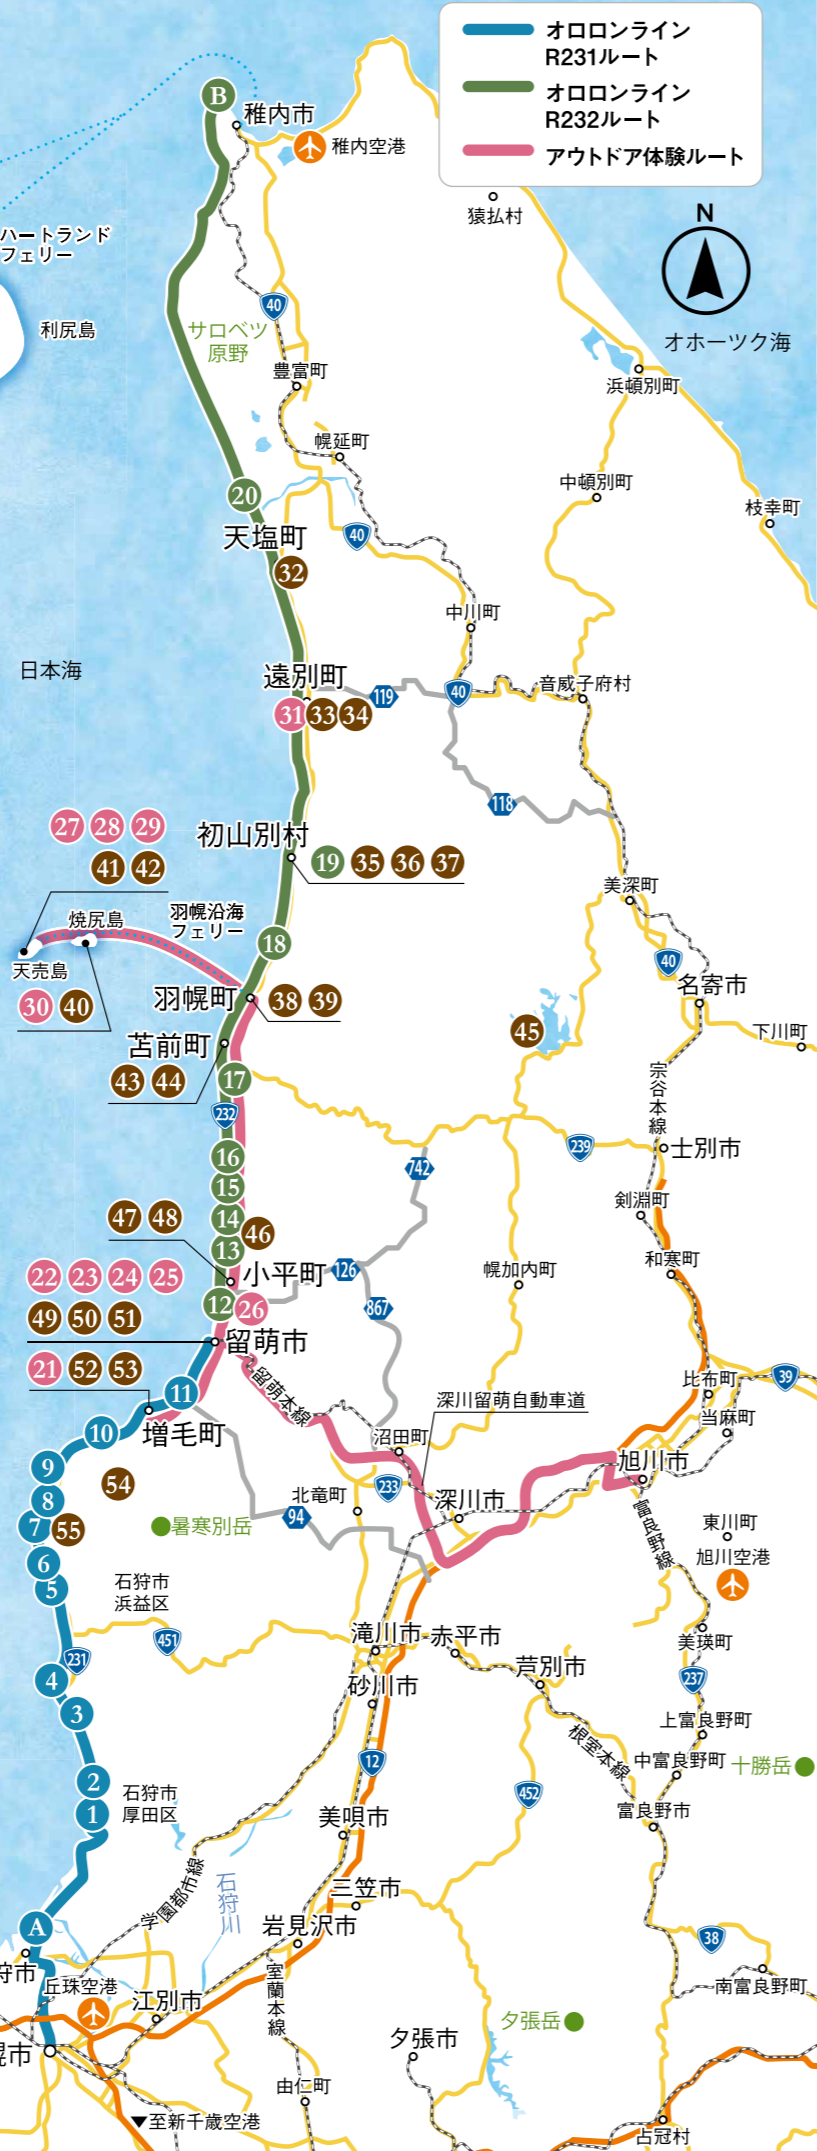 オロロンライン
R231ルート
オロロンライン
R232ルート
アウトドア体験ルート
B
稚内市
稚内空港
猿払村
N
ハートランド
フェリー
利尻島
オホーツク海
40
サロベツ
原野
豊富町
浜頓別町
幌延町
中頓別町
20
枝幸町
天塩町
40
32
中川町
日本海
遠別町
119
40
音威子府村
31 33 34
118
27 28 29
初山別村
41 42
19 35 36 37
美深町
焼尻島
羽幌沿海
フェリー
18
天売島
40
名寄市
30 40
羽幌町
38 39
苫前町
45
下川町
43 44
17
宗谷本線
232
16
239
士別市
742
15
剣淵町
47 48
14
46
13
和寒町
22 23 24 25
小平町
126
幌加内町
12 26
867
49 50 51
留萌市
21 52 53
比布町
39
11
留萌本線
深川留萌自動車道
当麻町
10
増毛町
沼田町
旭川市
9
54
233
8
北竜町
深川市
7 55
暑寒別岳
94
富良野線
東川町
6
旭川空港
5
石狩市
浜益区
451
滝川市
赤平市
美瑛町
231
芦別市
4
砂川市
237
3
上富良野町
根室本線
12
中富良野町
十勝岳
2
石狩市
厚田区
452
1
美唄市
富良野市
学園都市線
石狩川
三笠市
A
岩見沢市
38
狩市
室蘭本線
南富良野町
丘珠空港
江別市
夕張岳
幌市
夕張市
由仁町
▼至新千歳空港
占冠村